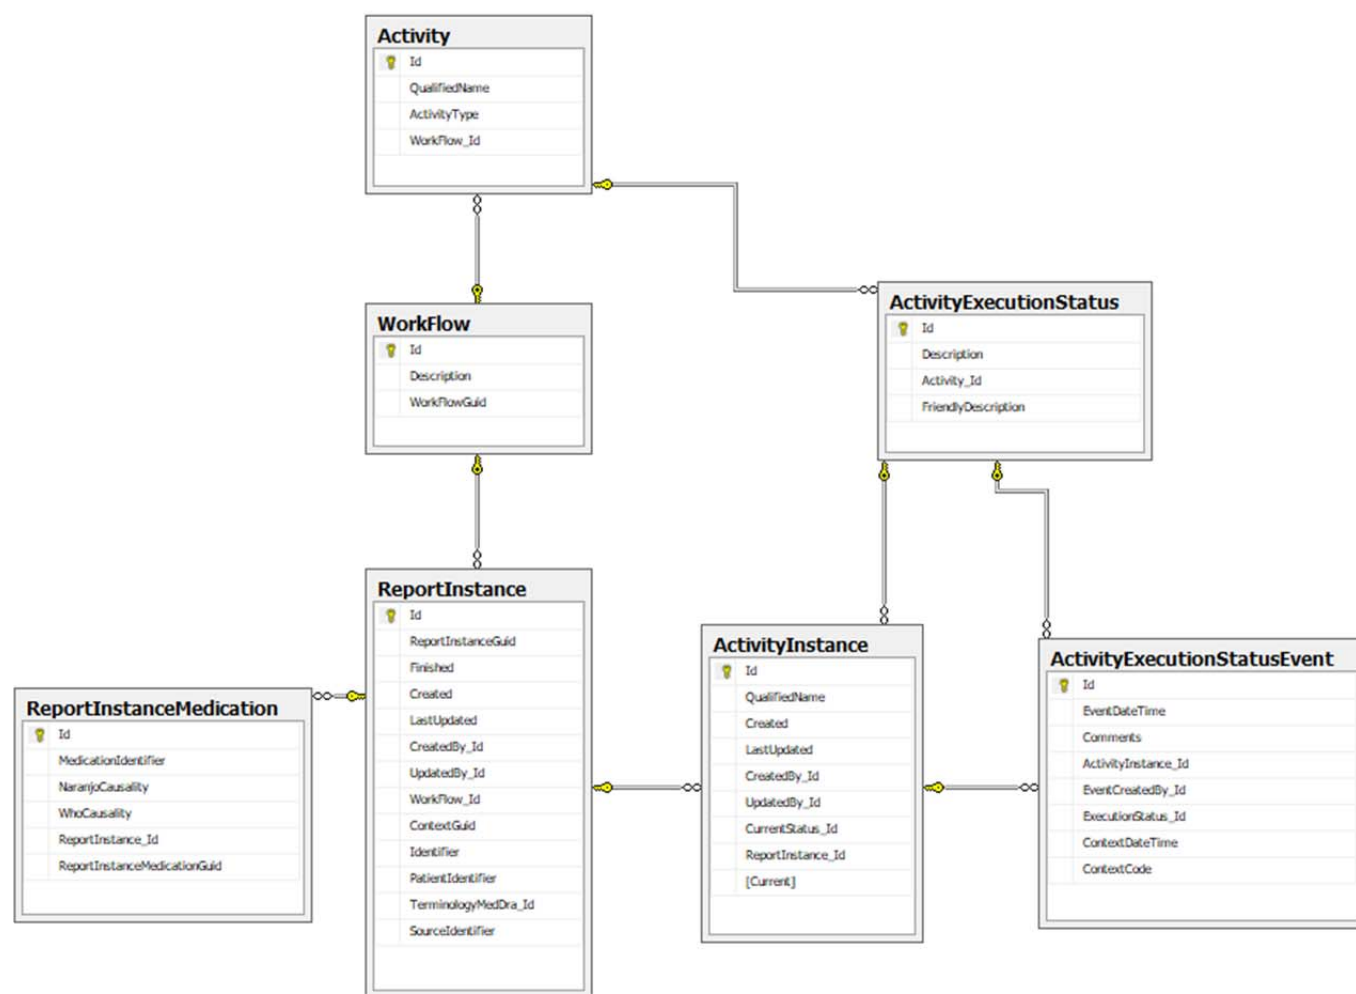 Activity
Id
QualifiedName
ActivityType
WorkFlow_Id
WorkFlow
Id
Description
WorkFlowGuid
ActivityExecutionStatus
Id
Description
Activity_Id
FriendlyDescription
ReportInstance
Id
ReportInstanceGuid
Finished
Created
LastUpdated
CreatedBy_Id
UpdatedBy_Id
WorkFlow_Id
ContextGuid
Identifier
PatientIdentifier
TerminologyMedDra_Id
SourceIdentifier
ActivityInstance
Id
QualifiedName
Created
LastUpdated
CreatedBy_Id
UpdatedBy_Id
CurrentStatus_Id
ReportInstance_Id
[Current]
ActivityExecutionStatusEvent
Id
EventDateTime
Comments
ActivityInstance_Id
EventCreatedBy_Id
ExecutionStatus_Id
ContextDateTime
ContextCode
ReportInstanceMedication
Id
MedicationIdentifier
NaranjoCausality
WhoCausality
ReportInstance_Id
ReportInstanceMedicationGuid